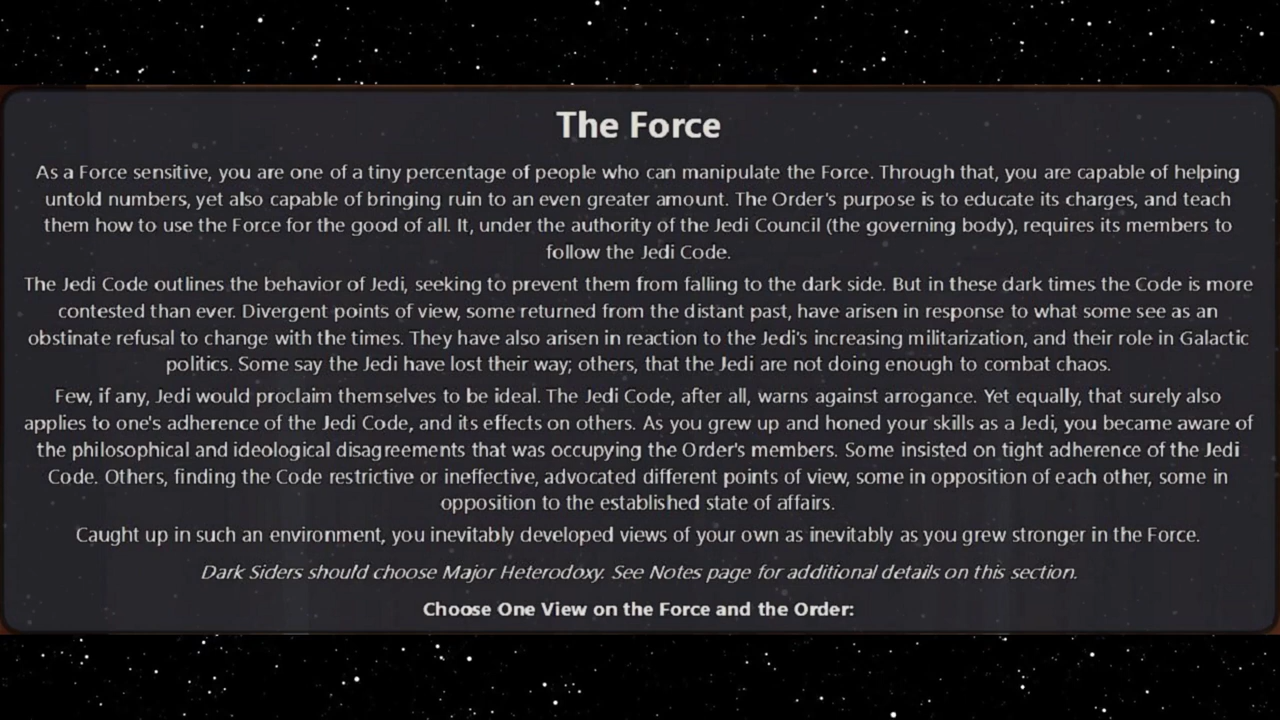 The Force
As a Force sensitive, you are one of a tiny percentage of people who can manipulate the Force. Through that, you are capable of helping
untold numbers, yet also capable of bringing ruin to an even greater amount. The Order's purpose is to educate its charges, and teach
them how to use the Force for the good of all. It, under the authority of the Jedi Council (the governing body), requires its members to
follow the Jedi Code.
The Jedi Code outlines the behavior of Jedi, seeking to prevent them from falling to the dark side. But in these dark times the Code is more
contested than ever. Divergent points of view, some returned from the distant past, have arisen in response to what some see as an
obstinate refusal to change with the times. They have also arisen in reaction to the Jedi's increasing militarization, and their role in Galactic
politics. Some say the Jedi have lost their way; others, that the Jedi are not doing enough to combat chaos.
Few, if any, Jedi would proclaim themselves to be ideal. The Jedi Code, after all, warns against arrogance. Yet equally, that surely also
applies to one's adherence of the Jedi Code, and its effects on others. As you grew up and honed your skills as a Jedi, you became aware of
the philosophical and ideological disagreements that was occupying the Order's members. Some insisted on tight adherence of the Jedi
Code. Others, finding the Code restrictive or ineffective, advocated different points of view, some in opposition of each other, some in
opposition to the established state of affairs.
Caught up in such an environment, you inevitably developed views of your own as inevitably as you grew stronger in the Force.
Dark Siders should choose Major Heterodoxy. See Notes page for additional details on this section.
Choose One View on the Force and the Order: